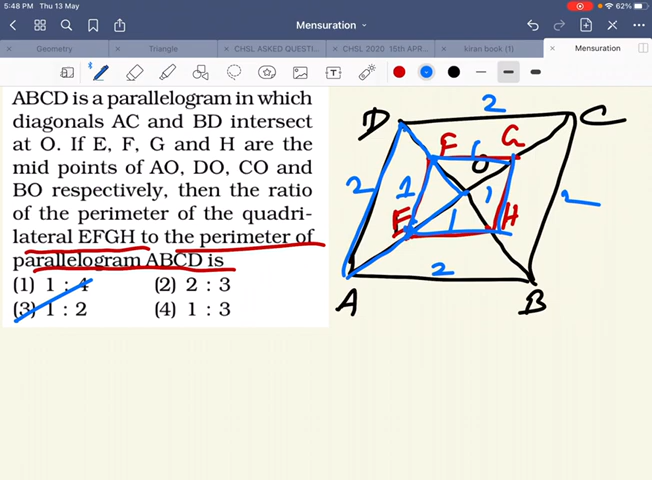 5:48 PM Thu 13 May
62%
Mensuration
Geometry
Triangle
CHSL ASKED QUESTI...
CHSL 2020 15th APR...
kiran book (1)
Mensuration
ABCD is a parallelogram in which
diagonals AC and BD intersect
at O. If E, F, G and H are the
mid points of AO, DO, CO and
BO respectively, then the ratio
of the perimeter of the quadri-
lateral EFGH to the perimeter of
parallelogram ABCD is
(1) 1 : 4 (2) 2 : 3
(3) 1 : 2 (4) 1 : 3
D 2 C
F 1 G
O
2 1 1 2
E 1 H
2
A B